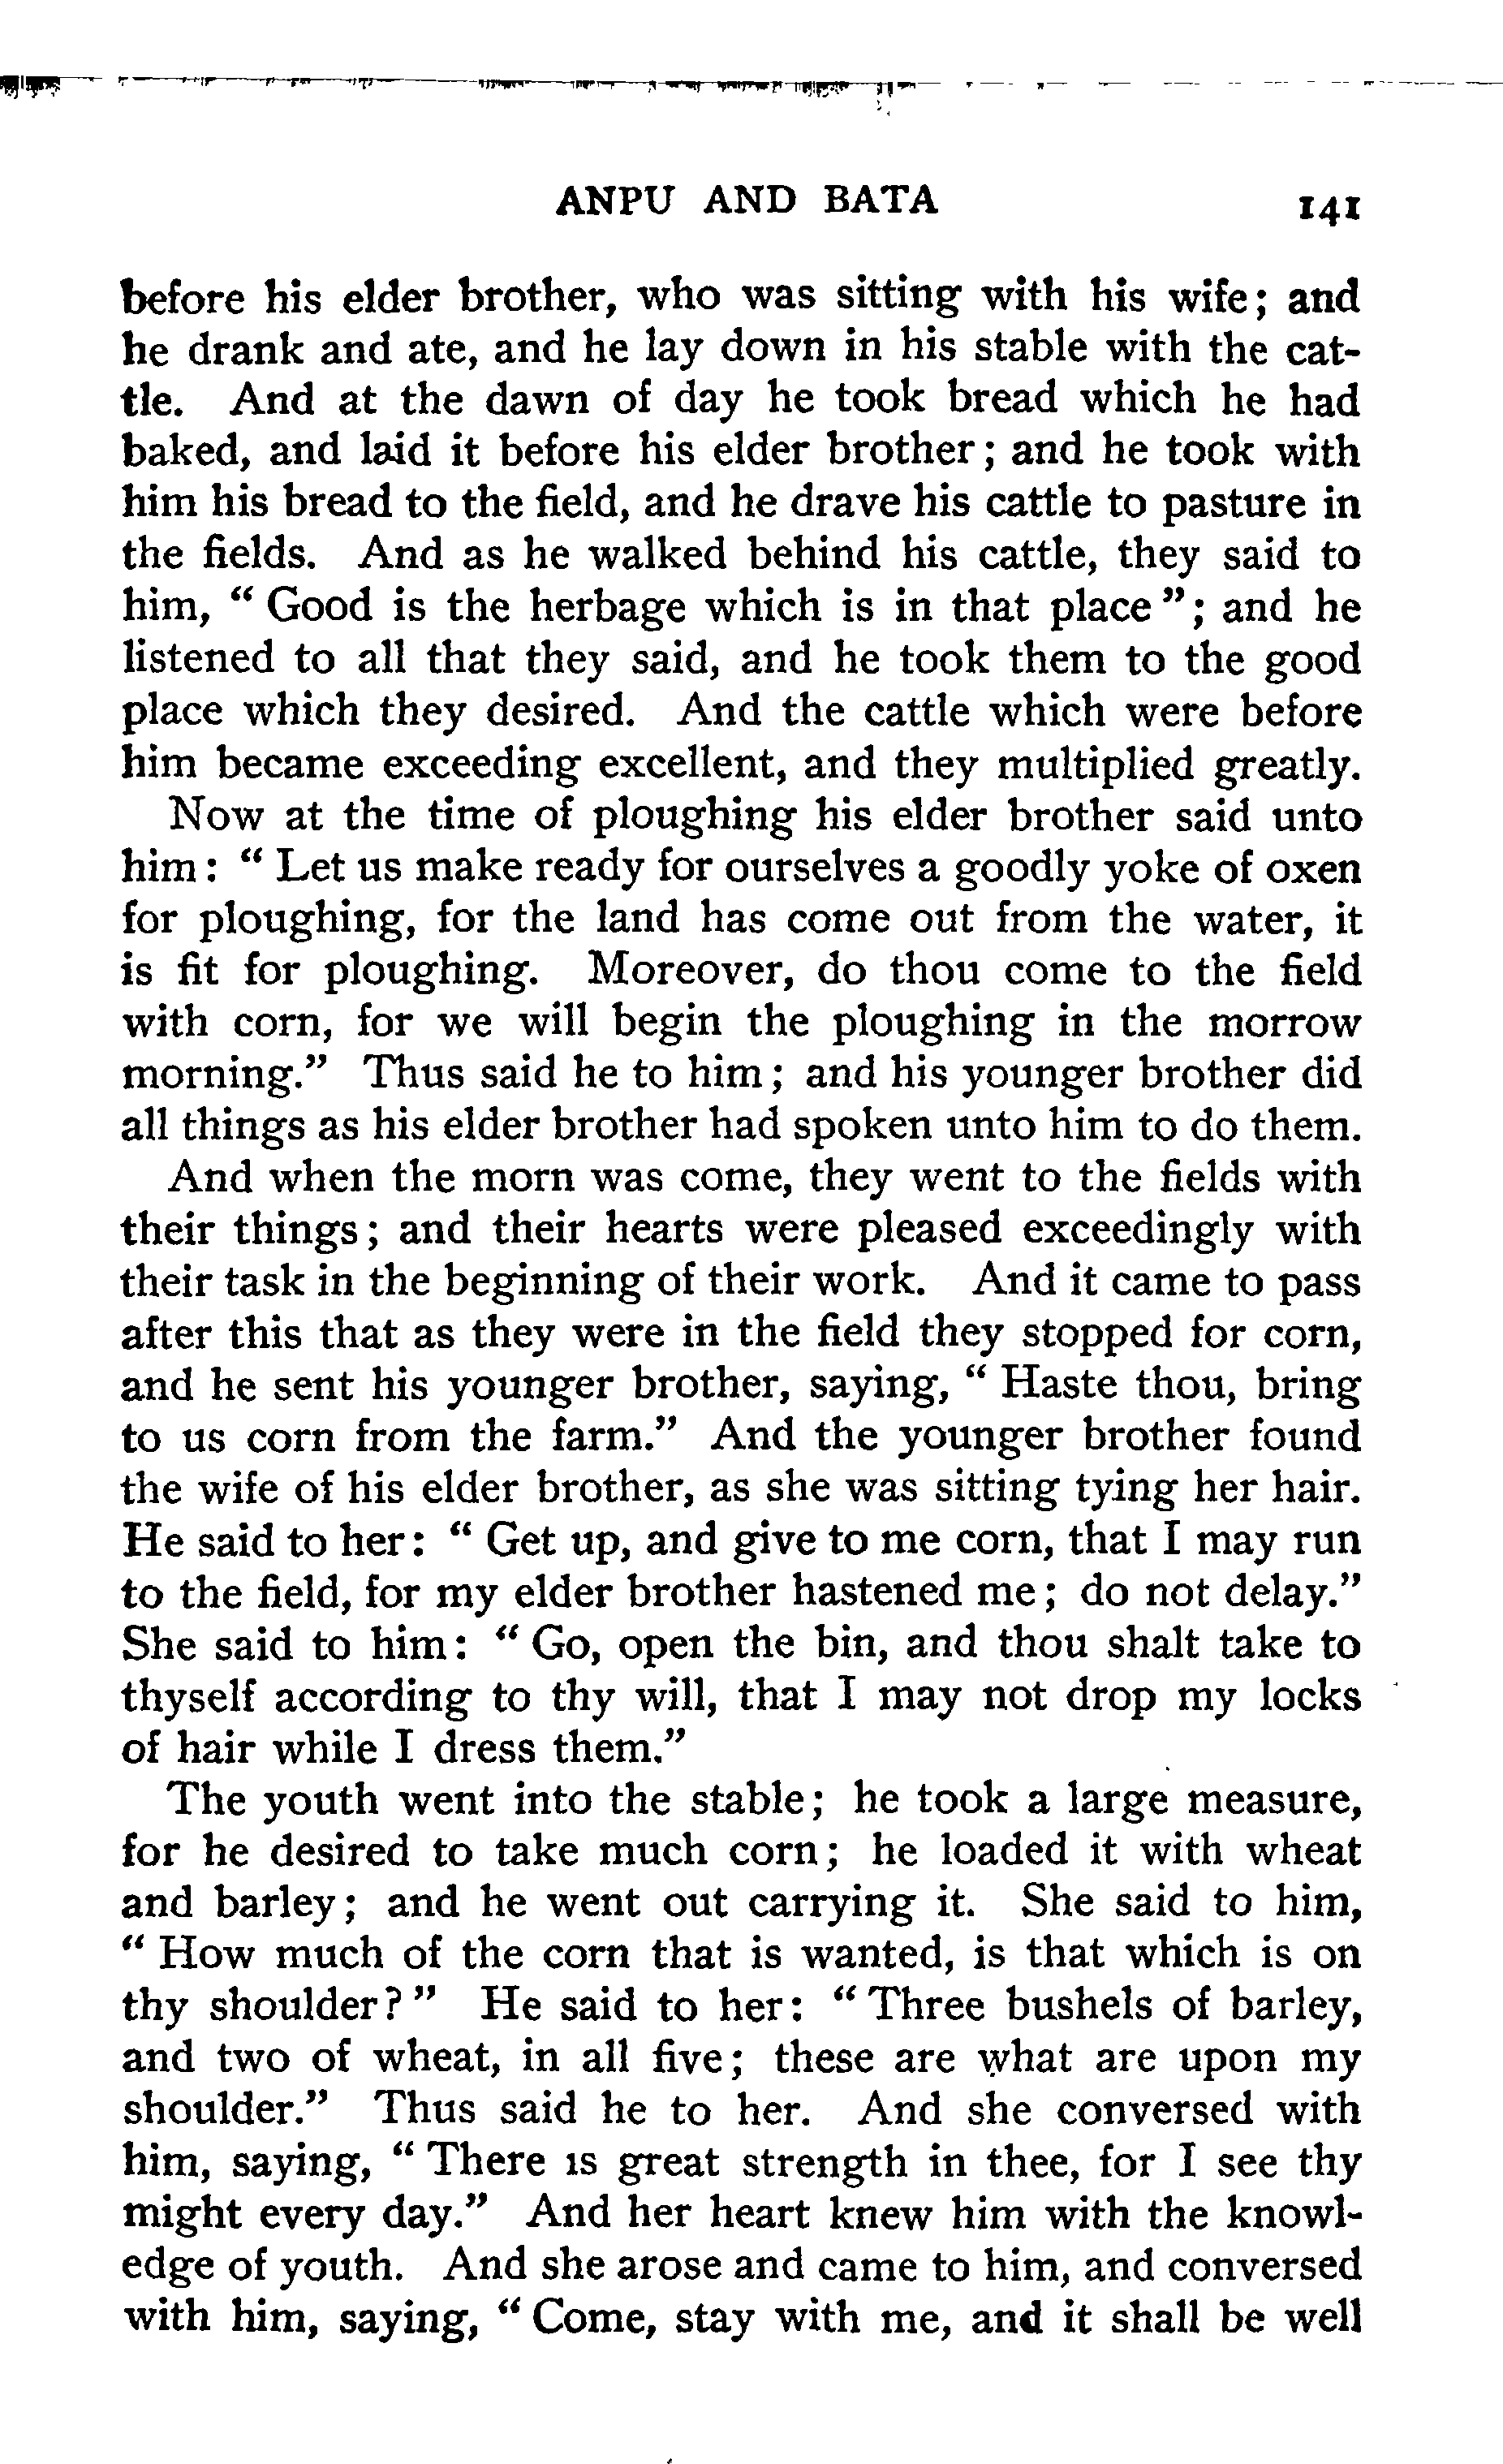 ANPU AND BATA 141
before his elder brother, who was sitting with his wife; and
he drank and ate, and he lay down in his stable with the cat-
tle. And at the dawn of day he took bread which he had
baked, and laid it before his elder brother; and he took with
him his bread to the field, and he drave his cattle to pasture in
the fields. And as he walked behind his cattle, they said to
him, “ Good is the herbage which is in that place ”; and he
listened to all that they said, and he took them to the good
place which they desired. And the cattle which were before
him became exceeding excellent, and they multiplied greatly.
Now at the time of ploughing his elder brother said unto
him: “ Let us make ready for ourselves a goodly yoke of oxen
for ploughing, for the land has come out from the water, it
is fit for ploughing. Moreover, do thou come to the field
with corn, for we will begin the ploughing in the morrow
morning.” Thus said he to him; and his younger brother did
all things as his elder brother had spoken unto him to do them.
And when the morn was come, they went to the fields with
their things; and their hearts were pleased exceedingly with
their task in the beginning of their work. And it came to pass
after this that as they were in the field they stopped for corn,
and he sent his younger brother, saying, “ Haste thou, bring
to us corn from the farm.” And the younger brother found
the wife of his elder brother, as she was sitting tying her hair.
He said to her: “ Get up, and give to me corn, that I may run
to the field, for my elder brother hastened me; do not delay.”
She said to him: “ Go, open the bin, and thou shalt take to
thyself according to thy will, that I may not drop my locks
of hair while I dress them.”
The youth went into the stable; he took a large measure,
for he desired to take much corn; he loaded it with wheat
and barley; and he went out carrying it. She said to him,
“ How much of the corn that is wanted, is that which is on
thy shoulder? ” He said to her: “ Three bushels of barley,
and two of wheat, in all five; these are what are upon my
shoulder.” Thus said he to her. And she conversed with
him, saying, “ There is great strength in thee, for I see thy
might every day.” And her heart knew him with the knowl-
edge of youth. And she arose and came to him, and conversed
with him, saying, “ Come, stay with me, and it shall be well